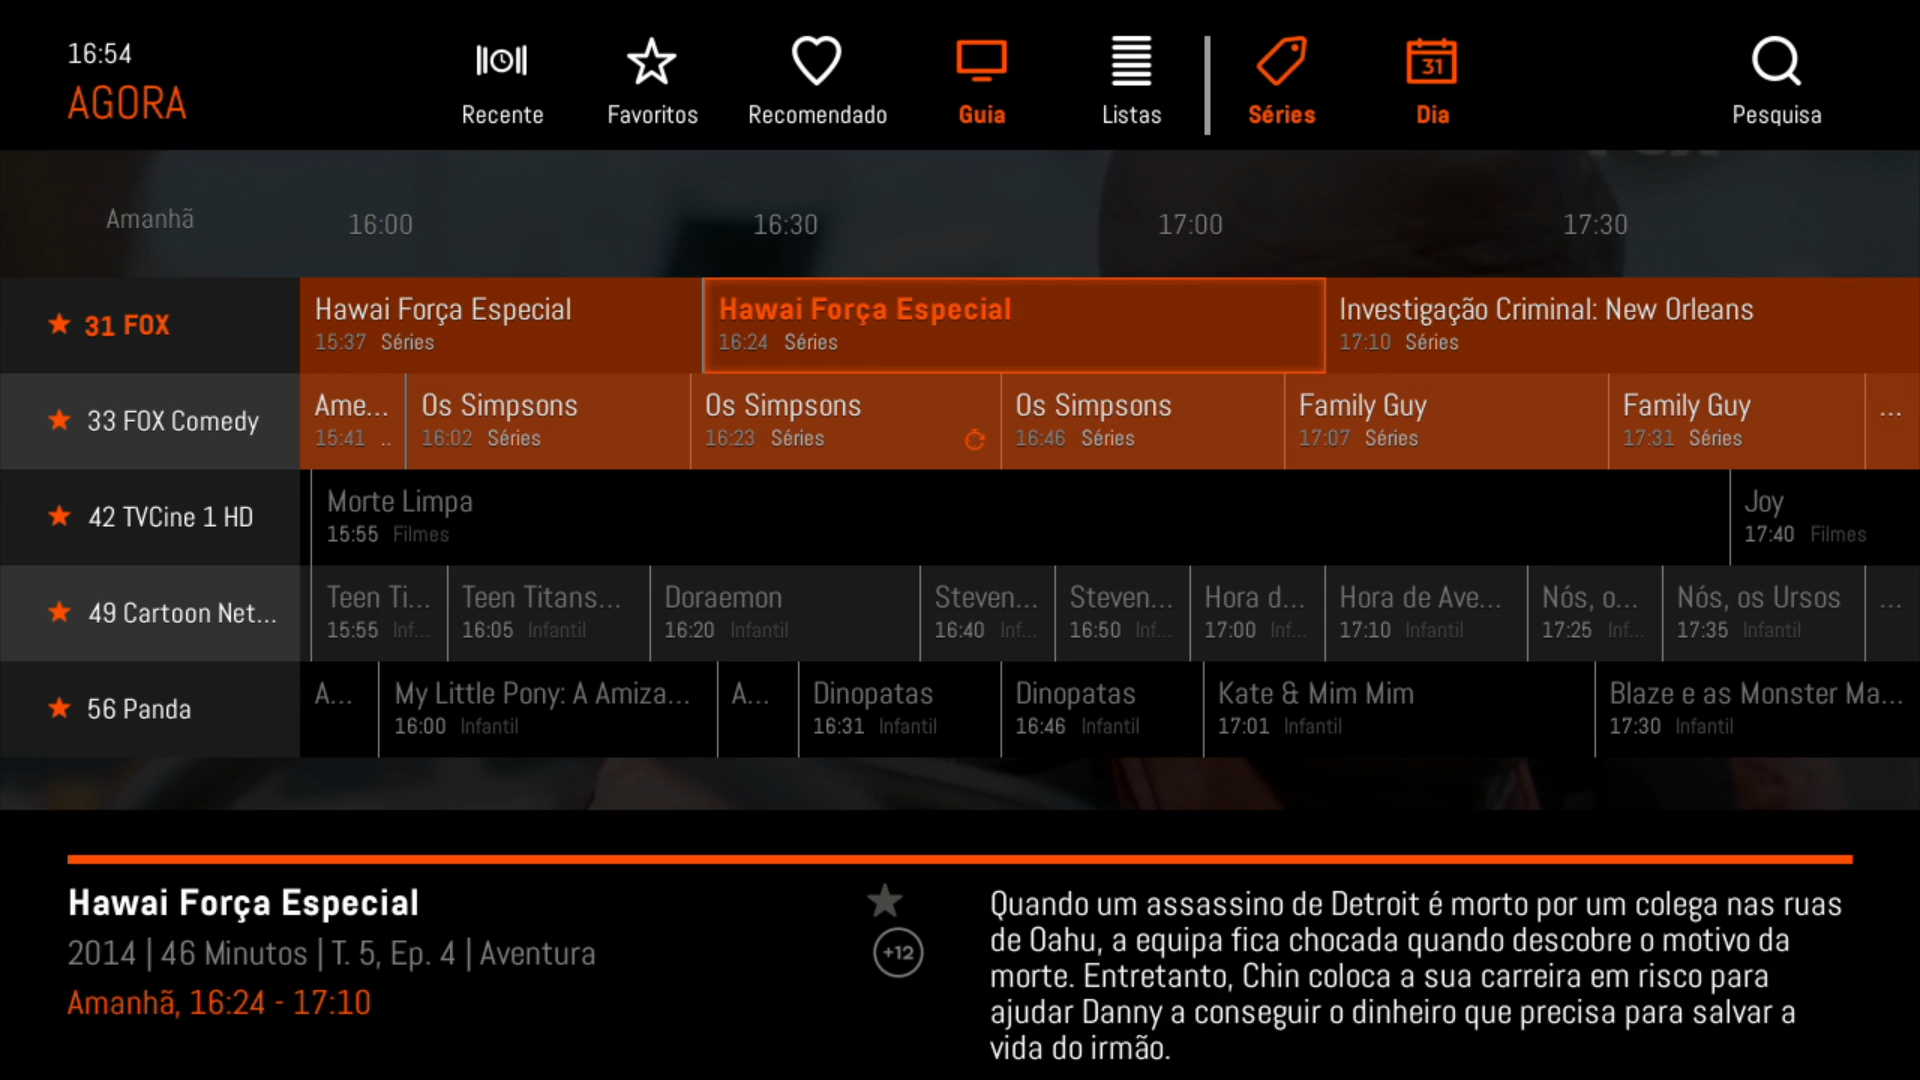 16:54
AGORA
Recente
Favoritos
Recomendado
Guia
Listas
31
Séries
Dia
Pesquisa
Amanhã 16:00 16:30 17:00 17:30
31 FOX
Hawai Força Especial
15:37 Séries
Hawai Força Especial
16:24 Séries
Investigação Criminal: New Orleans
17:10 Séries
33 FOX Comedy
Ame...
15:41 ..
Os Simpsons
16:02 Séries
Os Simpsons
16:23 Séries
Os Simpsons
16:46 Séries
Family Guy
17:07 Séries
Family Guy
17:31 Séries
...
42 TVCine 1 HD
Morte Limpa
15:55 Filmes
Joy
17:40 Filmes
49 Cartoon Net...
Teen Ti...
15:55 Inf...
Teen Titans...
16:05 Infantil
Doraemon
16:20 Infantil
Steven...
16:40 Inf...
Steven...
16:50 Inf...
Hora d...
17:00 Inf...
Hora de Ave...
17:10 Infantil
Nós, o...
17:25 Inf...
Nós, os Ursos
17:35 Infantil
...
56 Panda
A...
My Little Pony: A Amiza...
16:00 Infantil
A...
Dinopatas
16:31 Infantil
Dinopatas
16:46 Infantil
Kate & Mim Mim
17:01 Infantil
Blaze e as Monster Ma...
17:30 Infantil
Hawai Força Especial
2014 | 46 Minutos | T. 5, Ep. 4 | Aventura
Amanhã, 16:24 - 17:10
+12
Quando um assassino de Detroit é morto por um colega nas ruas
de Oahu, a equipa fica chocada quando descobre o motivo da
morte. Entretanto, Chin coloca a sua carreira em risco para
ajudar Danny a conseguir o dinheiro que precisa para salvar a
vida do irmão.